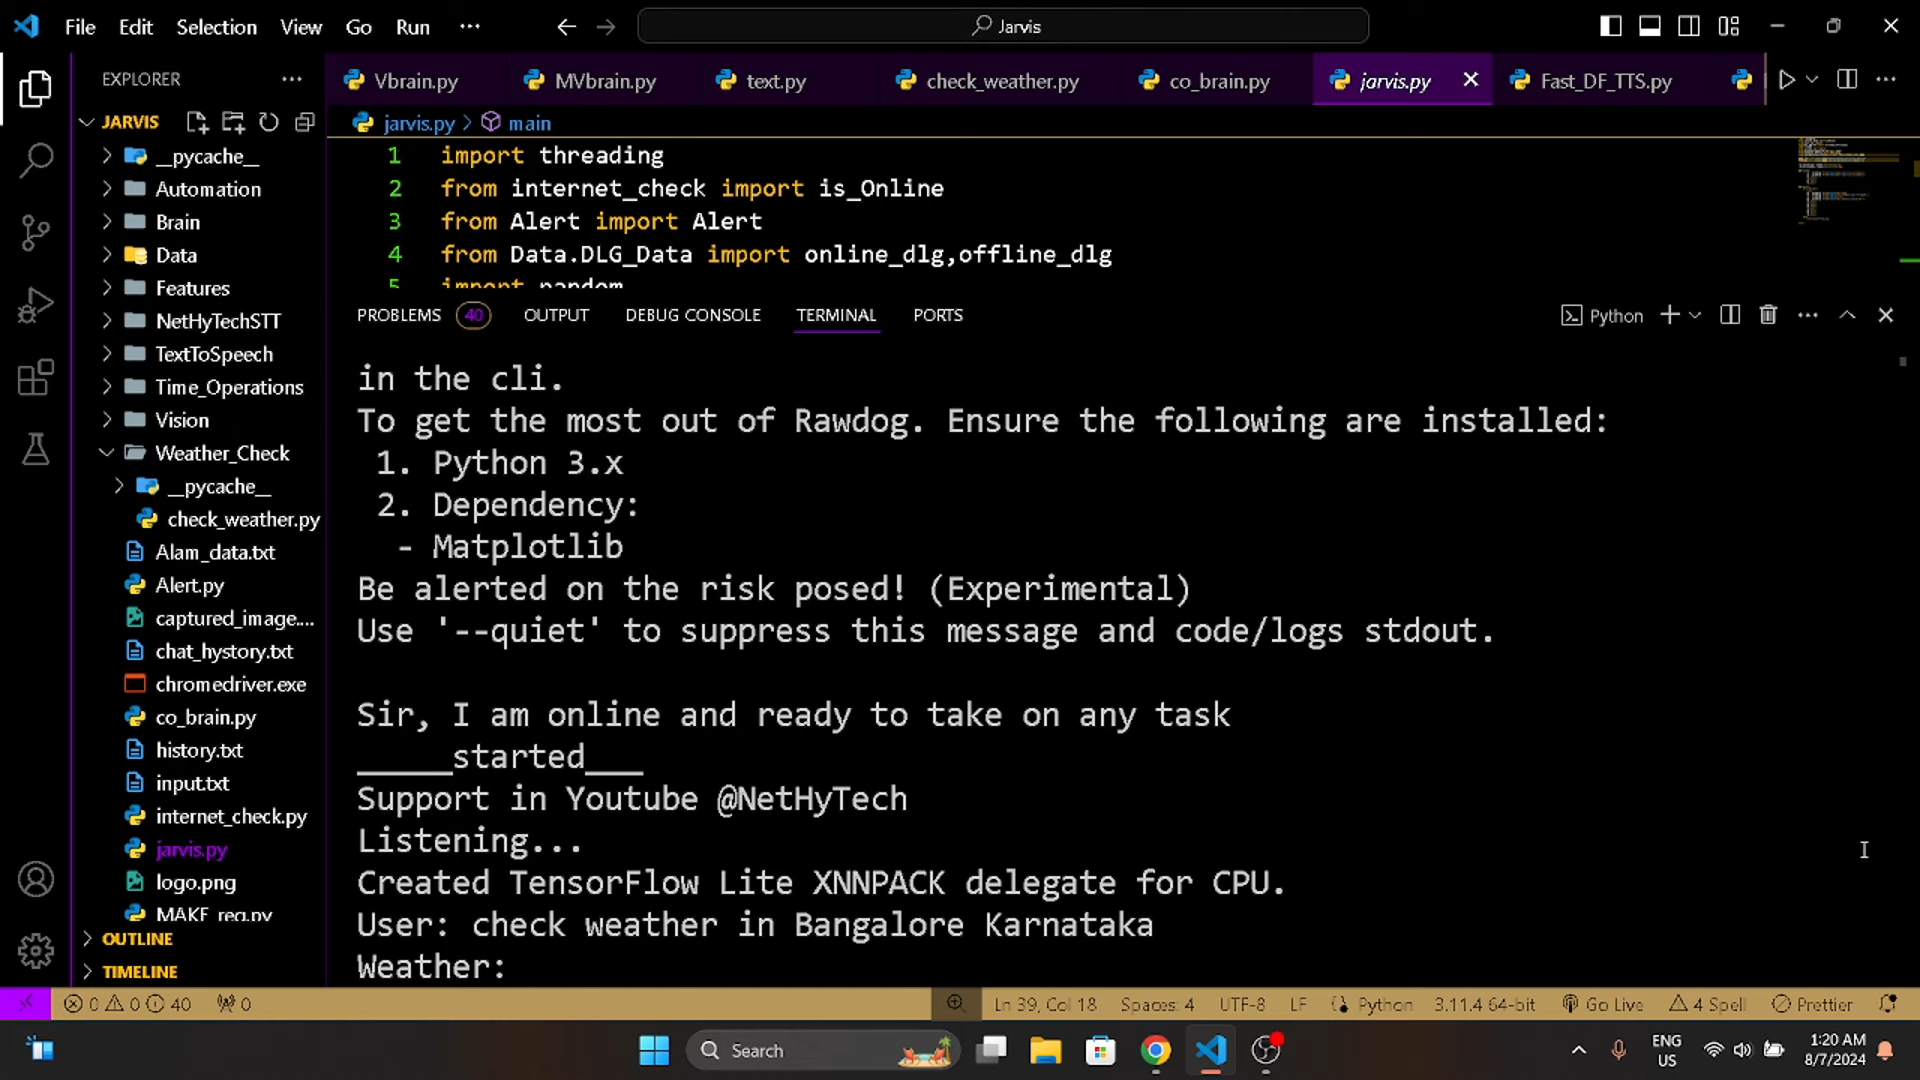 File Edit Selection View Go Run ...
Jarvis
EXPLORER
Vbrain.py
MVbrain.py
text.py
check_weather.py
co_brain.py
jarvis.py
Fast_DF_TTS.py
JARVIS
jarvis.py > main
__pycache__
Automation
Brain
Data
Features
NetHyTechSTT
TextToSpeech
Time_Operations
Vision
Weather_Check
__pycache__
check_weather.py
Alam_data.txt
Alert.py
captured_image....
chat_hystory.txt
chromedriver.exe
co_brain.py
history.txt
input.txt
internet_check.py
jarvis.py
logo.png
MAKE_req.py
OUTLINE
TIMELINE
1 import threading
2 from internet_check import is_Online
3 from Alert import Alert
4 from Data.DLG_Data import online_dlg,offline_dlg
5 import random
PROBLEMS 40 OUTPUT DEBUG CONSOLE TERMINAL PORTS
Python
in the cli.
To get the most out of Rawdog. Ensure the following are installed:
1. Python 3.x
2. Dependency:
- Matplotlib
Be alerted on the risk posed! (Experimental)
Use '--quiet' to suppress this message and code/logs stdout.
Sir, I am online and ready to take on any task
_____started___
Support in Youtube @NetHyTech
Listening...
Created TensorFlow Lite XNNPACK delegate for CPU.
User: check weather in Bangalore Karnataka
Weather:
0 0 40 0 Ln 39, Col 18 Spaces: 4 UTF-8 LF Python 3.11.4 64-bit Go Live 4 Spell Prettier
Search
ENG
US
1:20 AM
8/7/2024